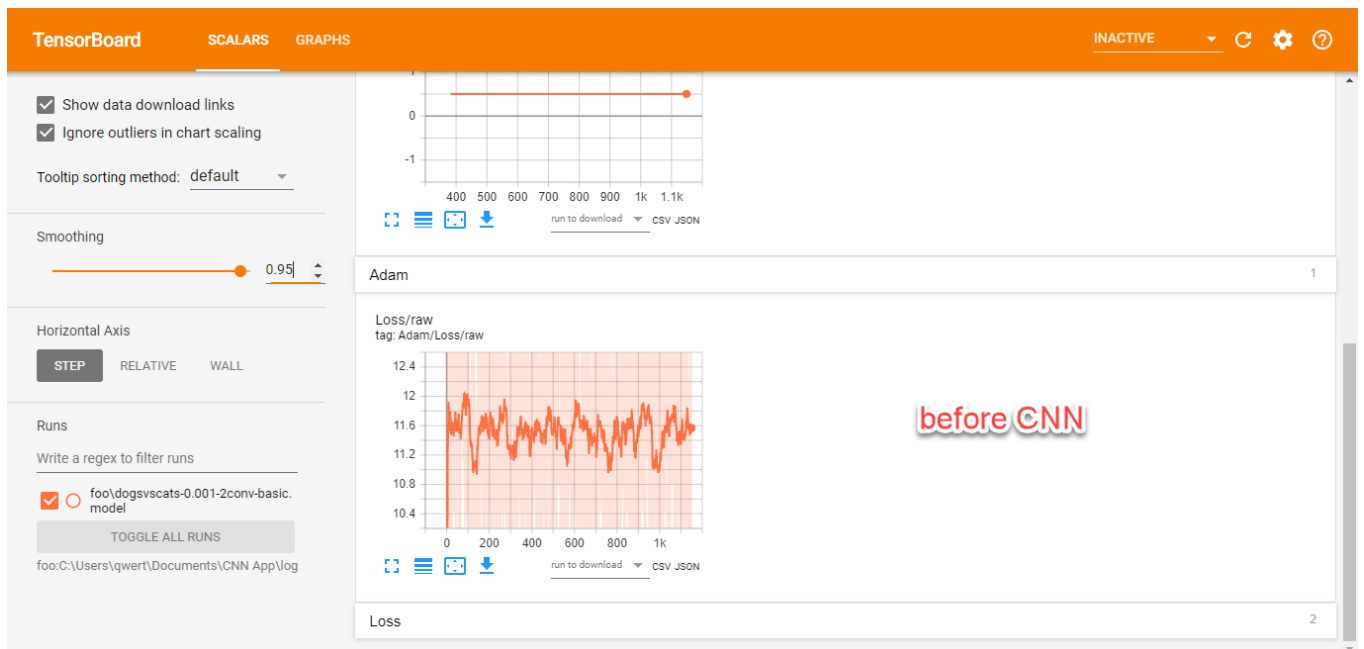 TensorBoard SCALARS GRAPHS INACTIVE
Show data download links
Ignore outliers in chart scaling
Tooltip sorting method: default
Smoothing
0.95
Horizontal Axis
STEP RELATIVE WALL
Runs
Write a regex to filter runs
foo\dogsvscats-0.001-2conv-basic.
model
TOGGLE ALL RUNS
foo:C:\Users\qwert\Documents\CNN App\log
0
-1
400 500 600 700 800 900 1k 1.1k
run to download CSV JSON
Adam 1
Loss/raw
tag: Adam/Loss/raw
12.4
12
11.6
11.2
10.8
10.4
0 200 400 600 800 1k
run to download CSV JSON
before CNN
Loss 2